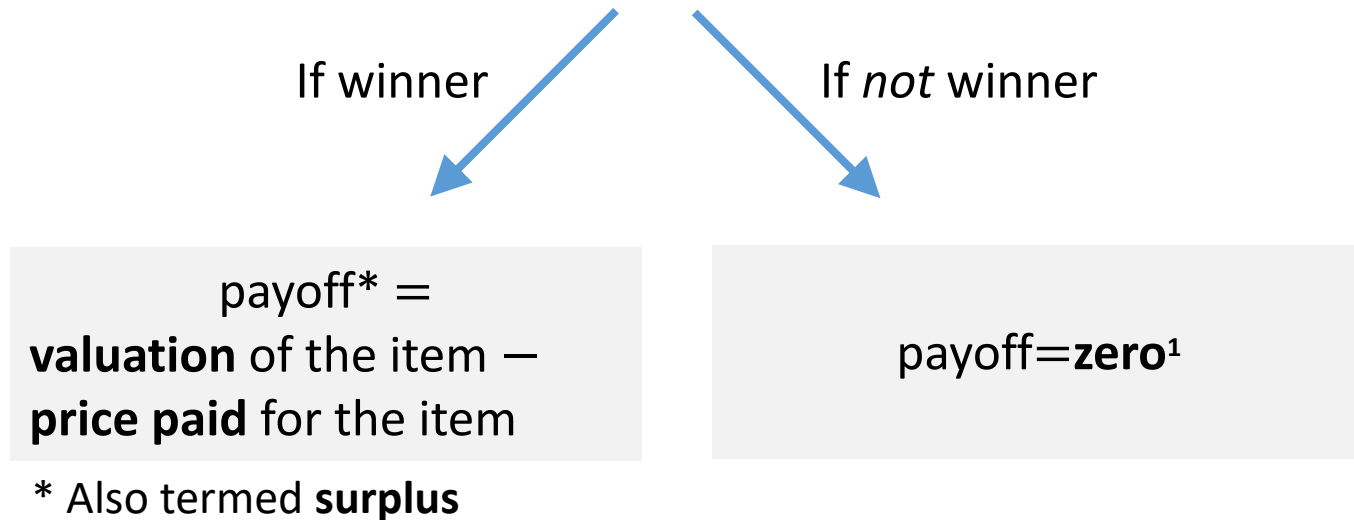 If winner
If not winner
payoff* =
valuation of the item −
price paid for the item
payoff=zero¹
* Also termed surplus